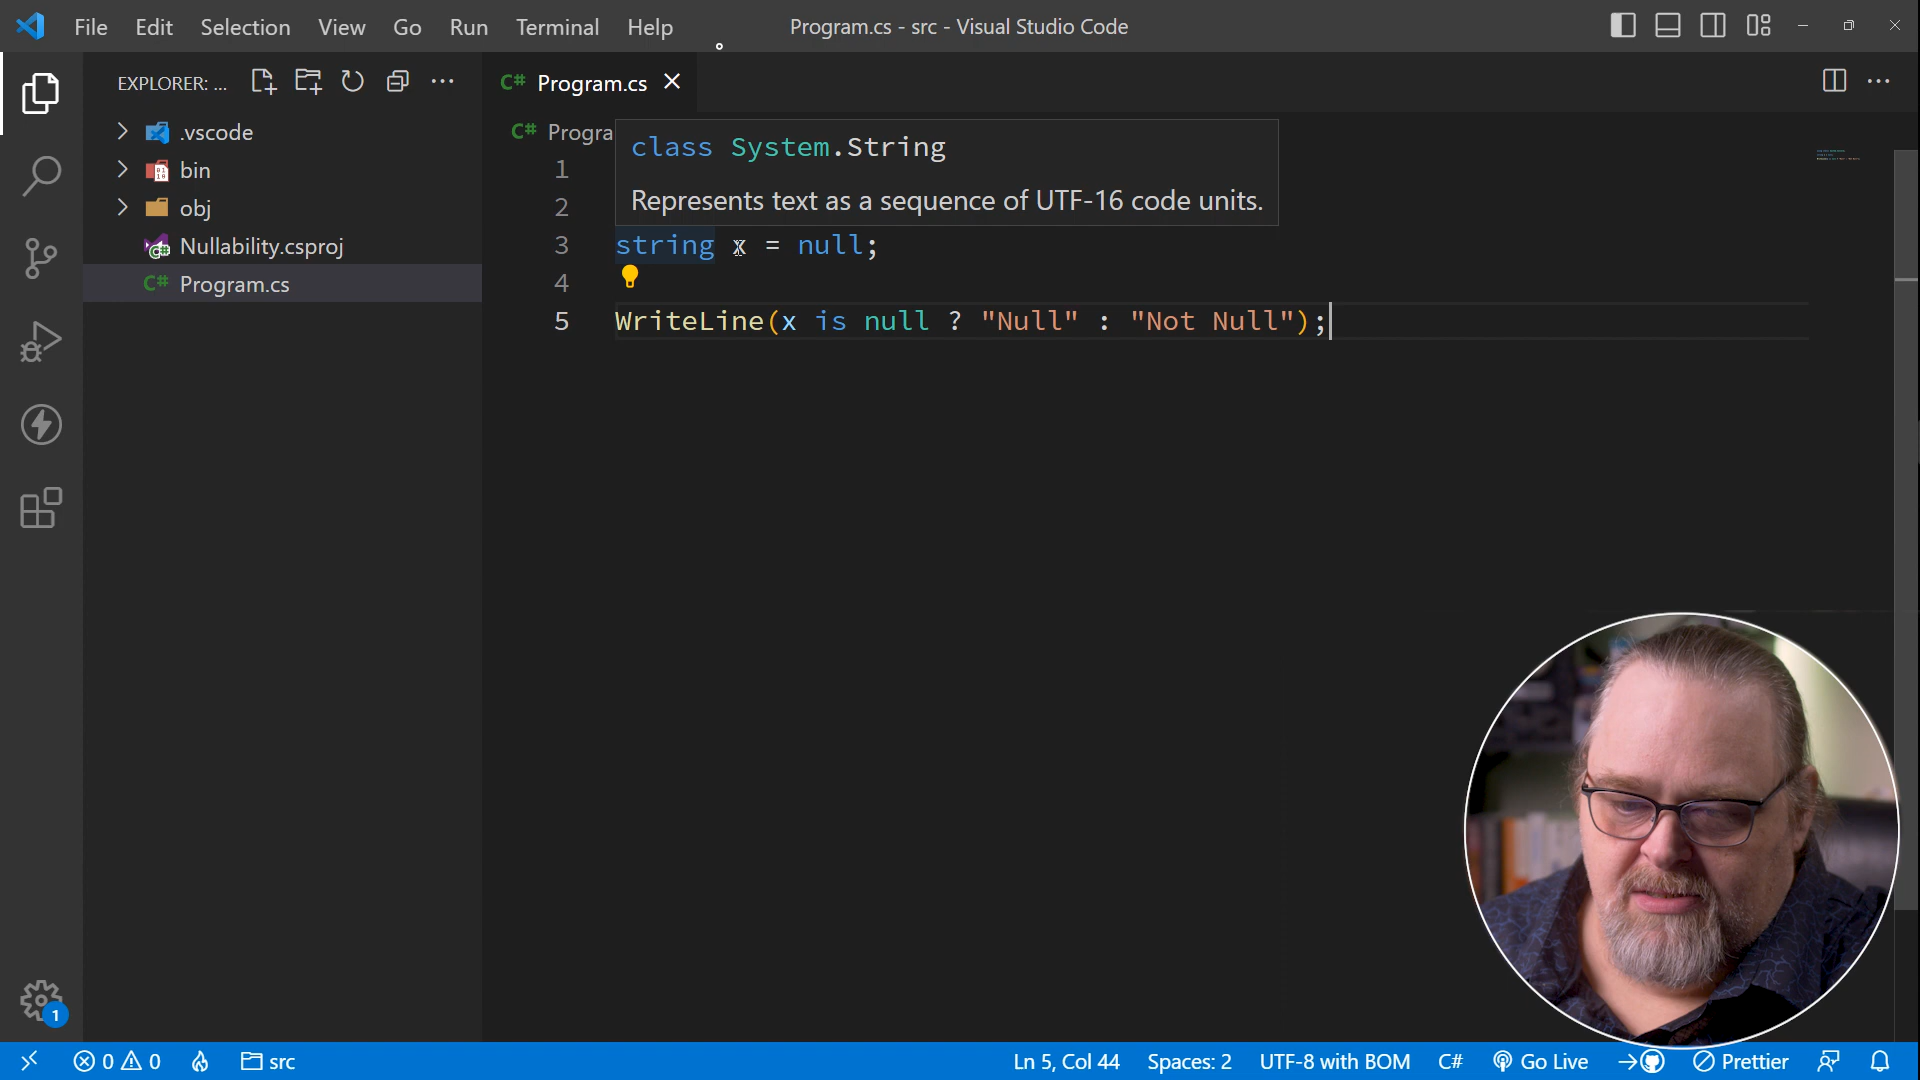 File Edit Selection View Go Run Terminal Help Program.cs - src - Visual Studio Code
EXPLORER: ...
C# Program.cs
.vscode
bin
obj
Nullability.csproj
C# Program.cs
C# Progra
class System.String
Represents text as a sequence of UTF-16 code units.
1
2
3 string x = null;
4
5 WriteLine(x is null ? "Null" : "Not Null");
1
0 0 src Ln 5, Col 44 Spaces: 2 UTF-8 with BOM C# Go Live Prettier